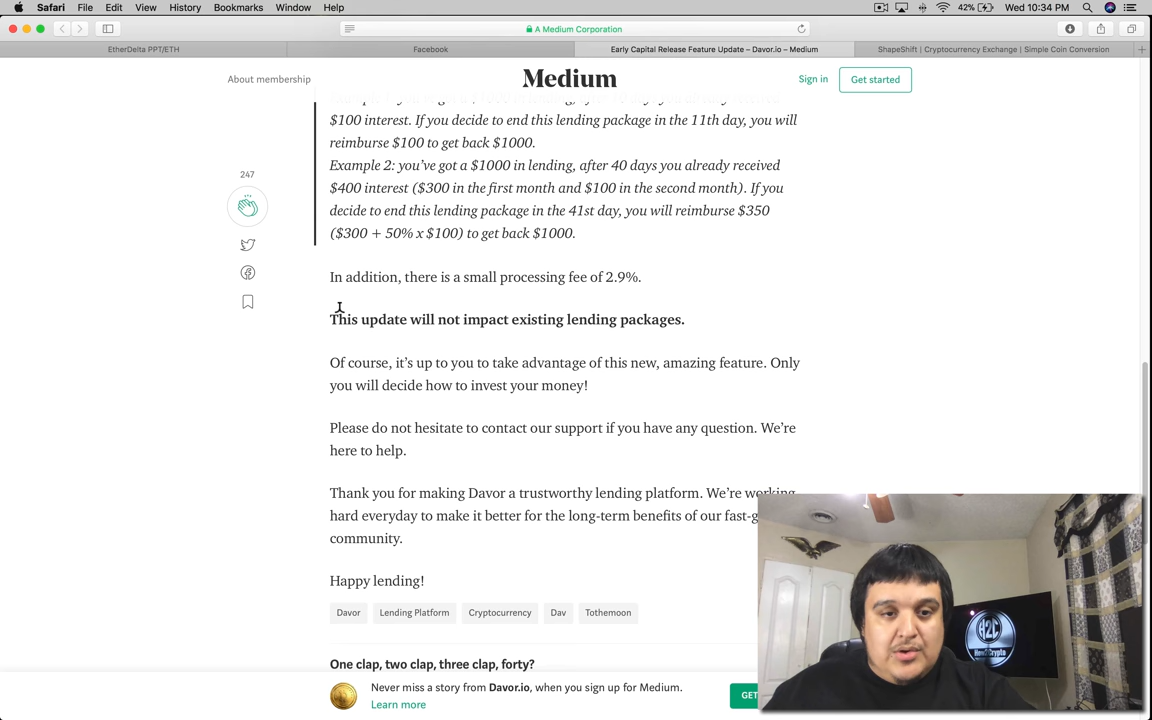 Safari File Edit View History Bookmarks Window Help 42% Wed 10:34 PM
A Medium Corporation
EtherDelta PPT/ETH Facebook Early Capital Release Feature Update – Davor.io – Medium ShapeShift | Cryptocurrency Exchange | Simple Coin Conversion
About membership Medium Sign in Get started
$100 interest. If you decide to end this lending package in the 11th day, you will
reimburse $100 to get back $1000.
Example 2: you’ve got a $1000 in lending, after 40 days you already received
$400 interest ($300 in the first month and $100 in the second month). If you
decide to end this lending package in the 41st day, you will reimburse $350
($300 + 50% x $100) to get back $1000.
247
In addition, there is a small processing fee of 2.9%.
This update will not impact existing lending packages.
Of course, it’s up to you to take advantage of this new, amazing feature. Only
you will decide how to invest your money!
Please do not hesitate to contact our support if you have any question. We’re
here to help.
Thank you for making Davor a trustworthy lending platform. We’re working
hard everyday to make it better for the long-term benefits of our fast-g
community.
Happy lending!
Davor Lending Platform Cryptocurrency Dav Tothemoon
One clap, two clap, three clap, forty?
Never miss a story from Davor.io, when you sign up for Medium.
Learn more
GET